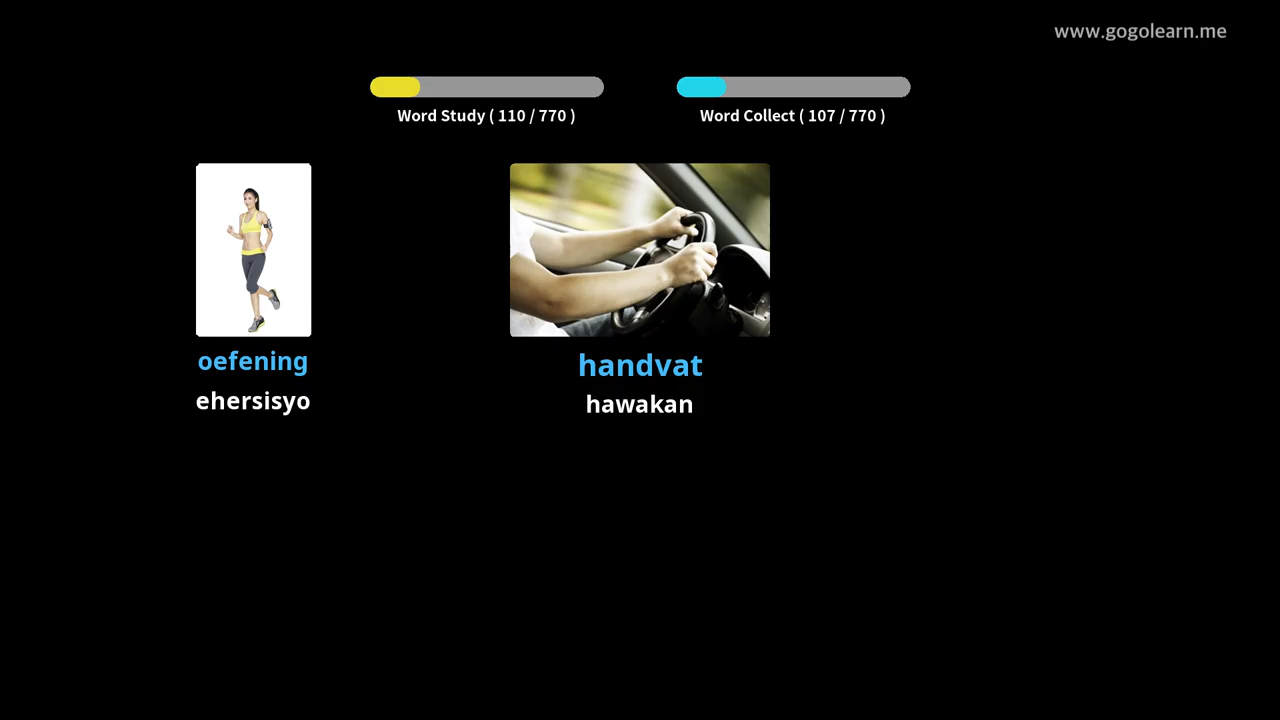 www.gogolearn.me
Word Study ( 110 / 770 )
Word Collect ( 107 / 770 )
oefening
ehersisyo
handvat
hawakan